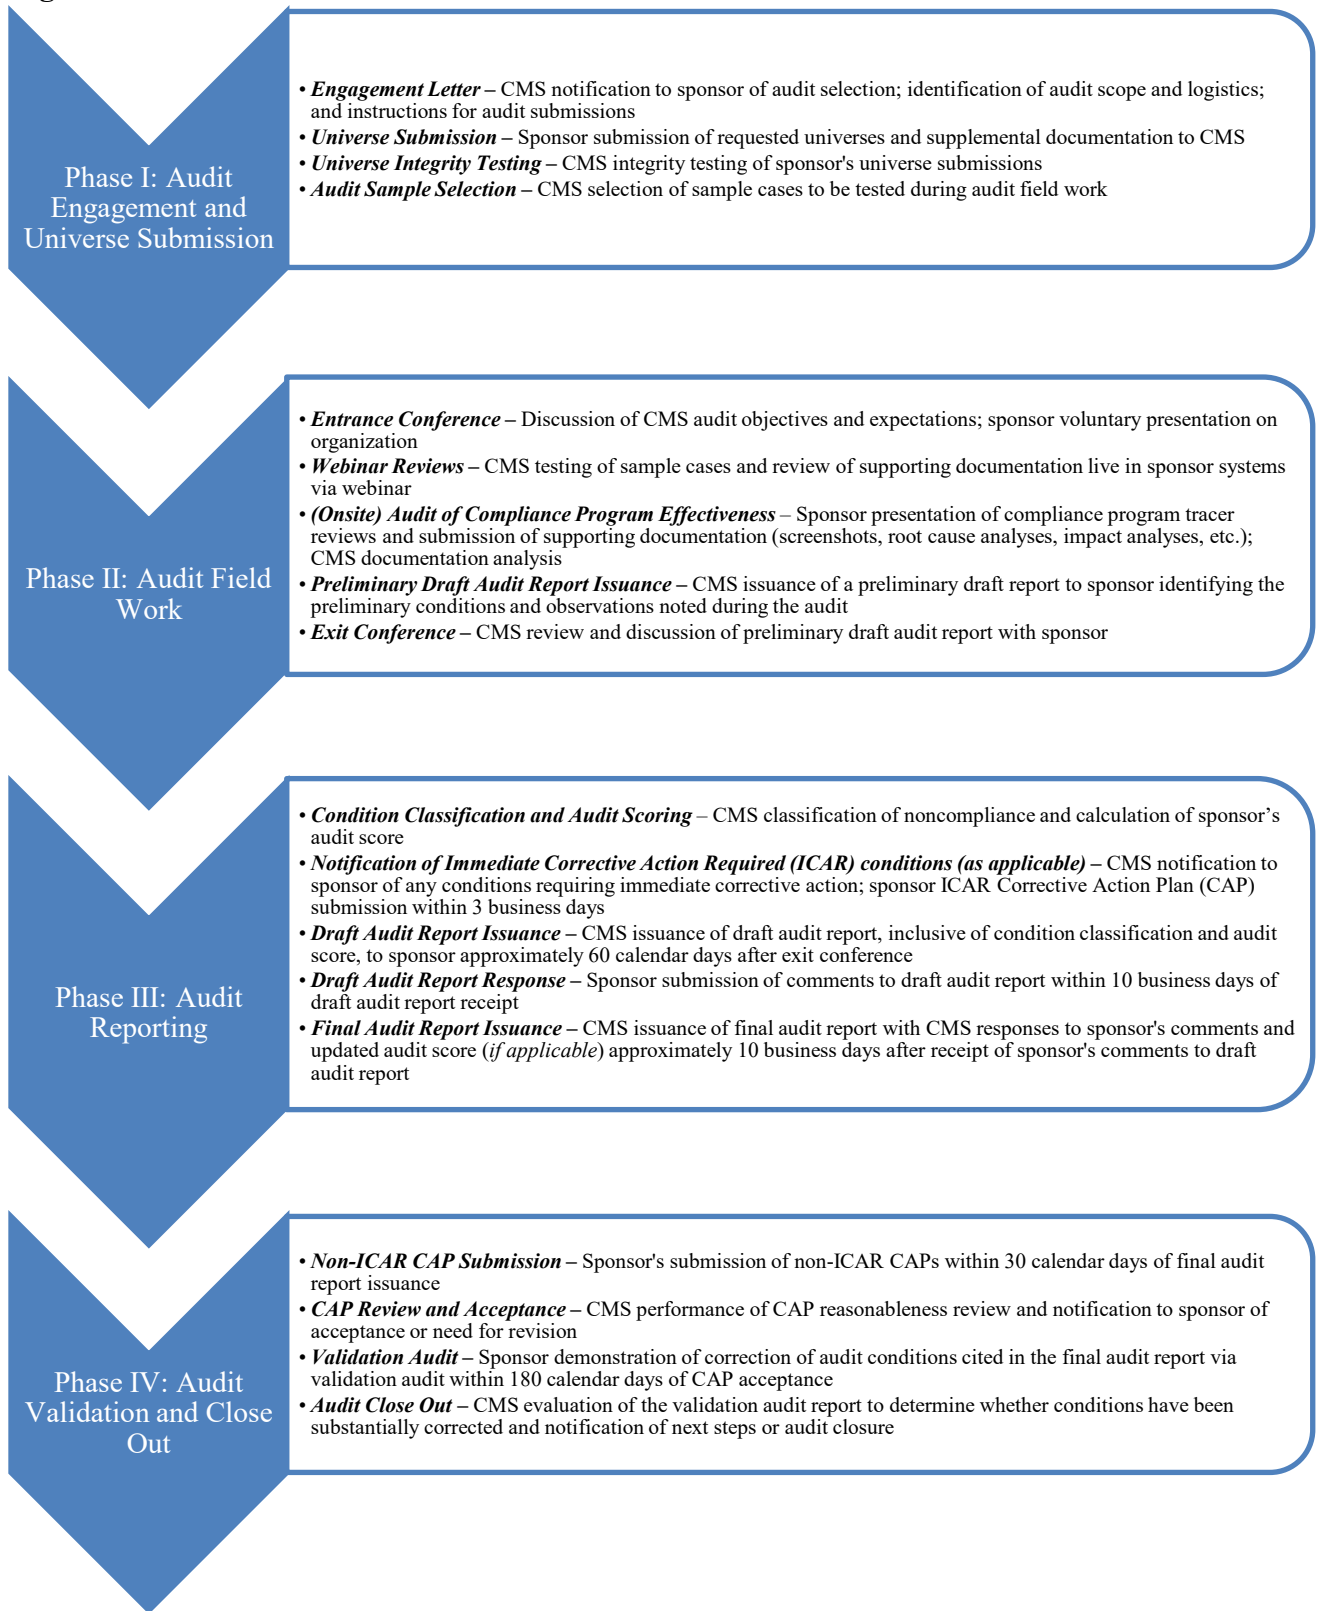 Phase I: Audit
Engagement and
Universe Submission
• Engagement Letter – CMS notification to sponsor of audit selection; identification of audit scope and logistics;
and instructions for audit submissions
• Universe Submission – Sponsor submission of requested universes and supplemental documentation to CMS
• Universe Integrity Testing – CMS integrity testing of sponsor's universe submissions
• Audit Sample Selection – CMS selection of sample cases to be tested during audit field work
Phase II: Audit Field
Work
• Entrance Conference – Discussion of CMS audit objectives and expectations; sponsor voluntary presentation on
organization
• Webinar Reviews – CMS testing of sample cases and review of supporting documentation live in sponsor systems
via webinar
• (Onsite) Audit of Compliance Program Effectiveness – Sponsor presentation of compliance program tracer
reviews and submission of supporting documentation (screenshots, root cause analyses, impact analyses, etc.);
CMS documentation analysis
• Preliminary Draft Audit Report Issuance – CMS issuance of a preliminary draft report to sponsor identifying the
preliminary conditions and observations noted during the audit
• Exit Conference – CMS review and discussion of preliminary draft audit report with sponsor
Phase III: Audit
Reporting
• Condition Classification and Audit Scoring – CMS classification of noncompliance and calculation of sponsor’s
audit score
• Notification of Immediate Corrective Action Required (ICAR) conditions (as applicable) – CMS notification to
sponsor of any conditions requiring immediate corrective action; sponsor ICAR Corrective Action Plan (CAP)
submission within 3 business days
• Draft Audit Report Issuance – CMS issuance of draft audit report, inclusive of condition classification and audit
score, to sponsor approximately 60 calendar days after exit conference
• Draft Audit Report Response – Sponsor submission of comments to draft audit report within 10 business days of
draft audit report receipt
• Final Audit Report Issuance – CMS issuance of final audit report with CMS responses to sponsor's comments and
updated audit score (if applicable) approximately 10 business days after receipt of sponsor's comments to draft
audit report
Phase IV: Audit
Validation and Close
Out
• Non-ICAR CAP Submission – Sponsor's submission of non-ICAR CAPs within 30 calendar days of final audit
report issuance
• CAP Review and Acceptance – CMS performance of CAP reasonableness review and notification to sponsor of
acceptance or need for revision
• Validation Audit – Sponsor demonstration of correction of audit conditions cited in the final audit report via
validation audit within 180 calendar days of CAP acceptance
• Audit Close Out – CMS evaluation of the validation audit report to determine whether conditions have been
substantially corrected and notification of next steps or audit closure